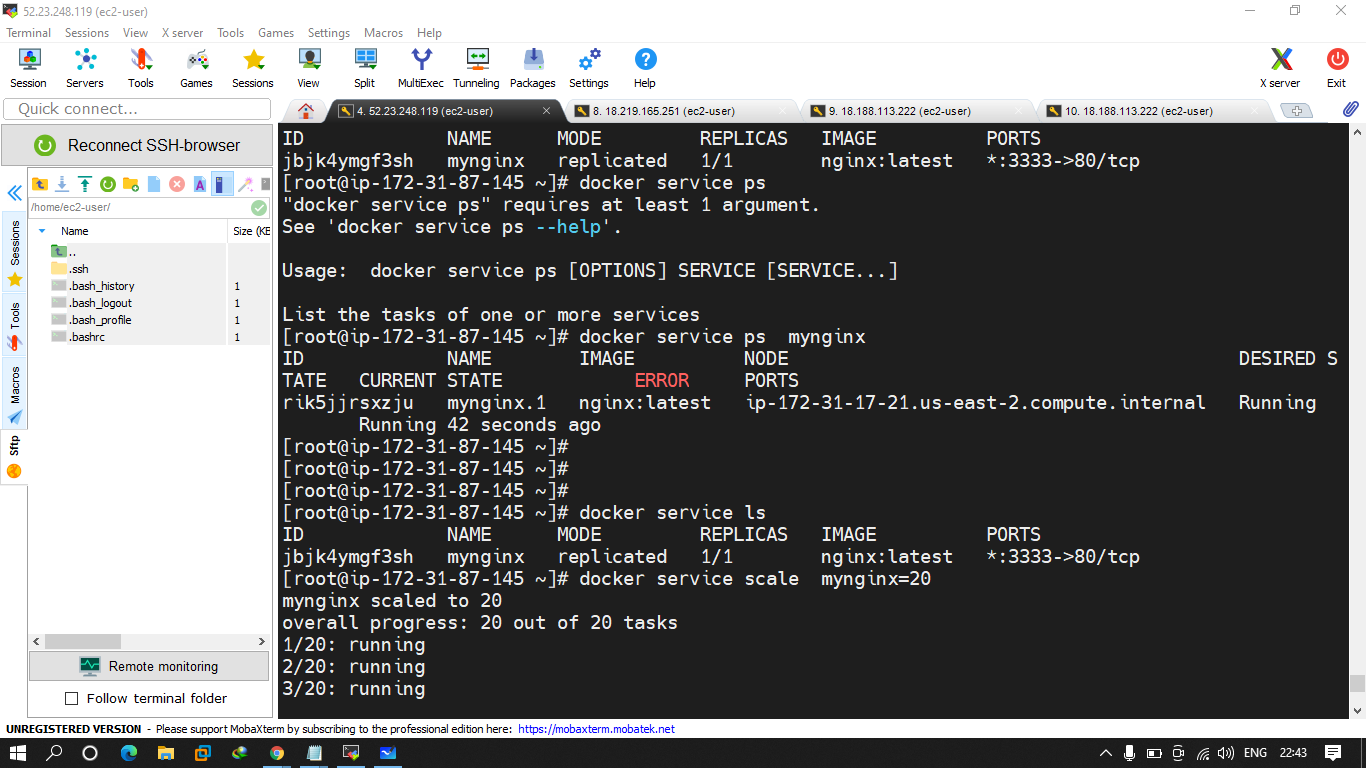 52.23.248.119 (ec2-user)
Terminal Sessions View X server Tools Games Settings Macros Help
Session Servers Tools Games Sessions View Split MultiExec Tunneling Packages Settings Help X server Exit
Quick connect...
4. 52.23.248.119 (ec2-user) 8. 18.219.165.251 (ec2-user) 9. 18.188.113.222 (ec2-user) 10. 18.188.113.222 (ec2-user)
Reconnect SSH-browser
/home/ec2-user/
Name Size (KB
..
.ssh
.bash_history 1
.bash_logout 1
.bash_profile 1
.bashrc 1
Sessions
Tools
Macros
Sftp
Remote monitoring
Follow terminal folder
ID NAME MODE REPLICAS IMAGE PORTS
jbjk4ymgf3sh mynginx replicated 1/1 nginx:latest *:3333->80/tcp
[root@ip-172-31-87-145 ~]# docker service ps
"docker service ps" requires at least 1 argument.
See 'docker service ps --help'.
Usage:  docker service ps [OPTIONS] SERVICE [SERVICE...]
List the tasks of one or more services
[root@ip-172-31-87-145 ~]# docker service ps  mynginx
ID NAME IMAGE NODE DESIRED S
TATE CURRENT STATE ERROR PORTS
rik5jjrsxzju mynginx.1 nginx:latest ip-172-31-17-21.us-east-2.compute.internal Running
Running 42 seconds ago
[root@ip-172-31-87-145 ~]#
[root@ip-172-31-87-145 ~]#
[root@ip-172-31-87-145 ~]#
[root@ip-172-31-87-145 ~]# docker service ls
ID NAME MODE REPLICAS IMAGE PORTS
jbjk4ymgf3sh mynginx replicated 1/1 nginx:latest *:3333->80/tcp
[root@ip-172-31-87-145 ~]# docker service scale  mynginx=20
mynginx scaled to 20
overall progress: 20 out of 20 tasks
1/20: running
2/20: running
3/20: running
UNREGISTERED VERSION - Please support MobaXterm by subscribing to the professional edition here: https://mobaxterm.mobatek.net
ENG 22:43